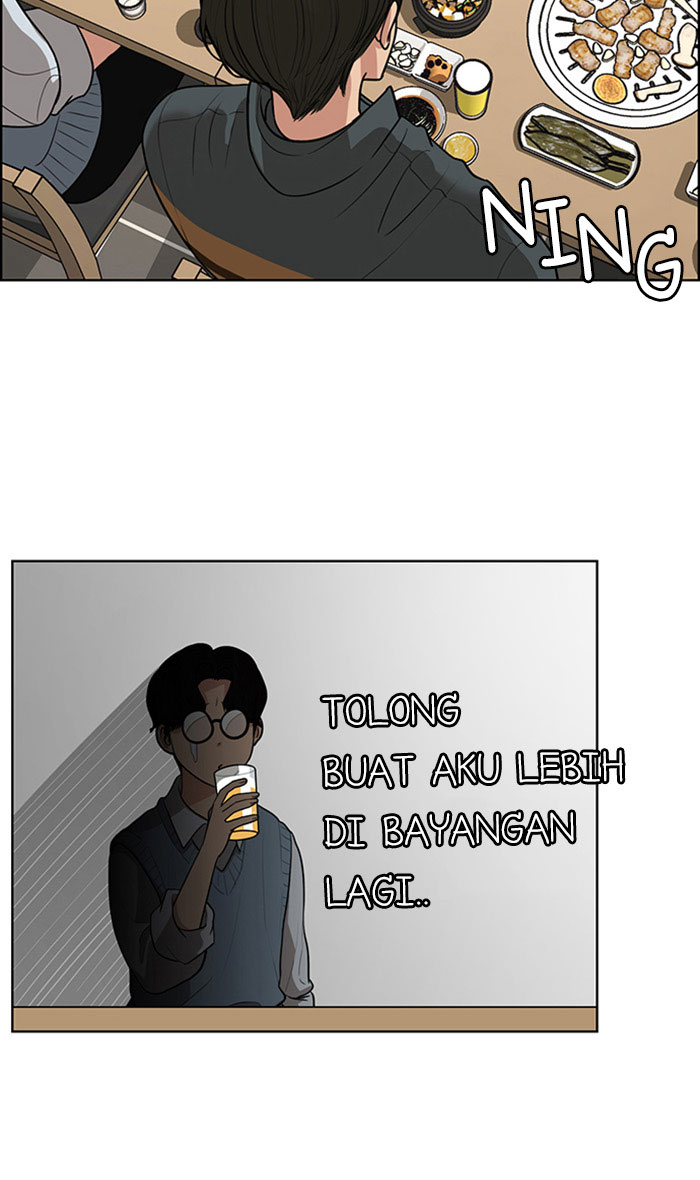 NING
TOLONG
BUAT AKU LEBIH
DI BAYANGAN
LAGI..